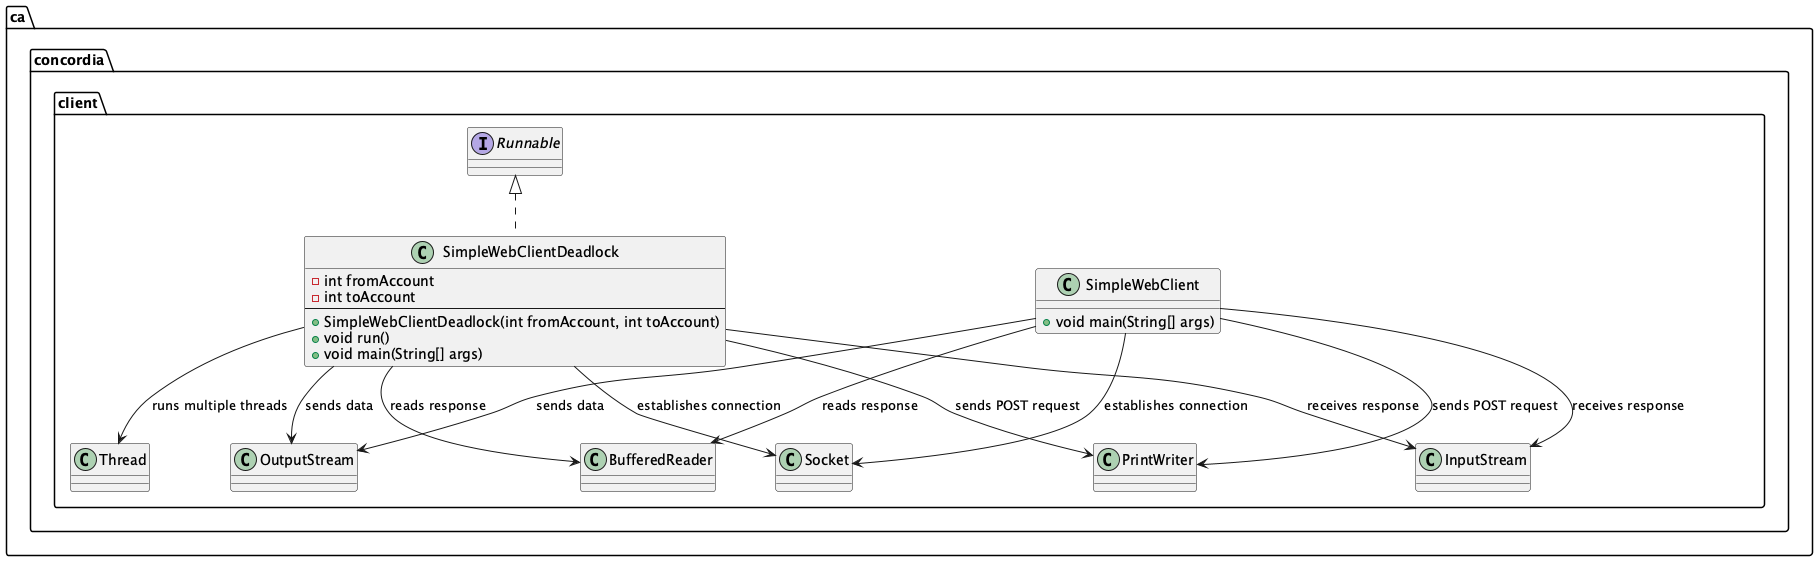 ca
concordia
client
I Runnable
C SimpleWebClientDeadlock
int fromAccount
int toAccount
SimpleWebClientDeadlock(int fromAccount, int toAccount)
void run()
void main(String[] args)
C SimpleWebClient
void main(String[] args)
runs multiple threads
sends data
reads response
sends data
establishes connection
reads response
sends POST request
establishes connection
receives response
sends POST request
receives response
C Thread
C OutputStream
C BufferedReader
C Socket
C PrintWriter
C InputStream